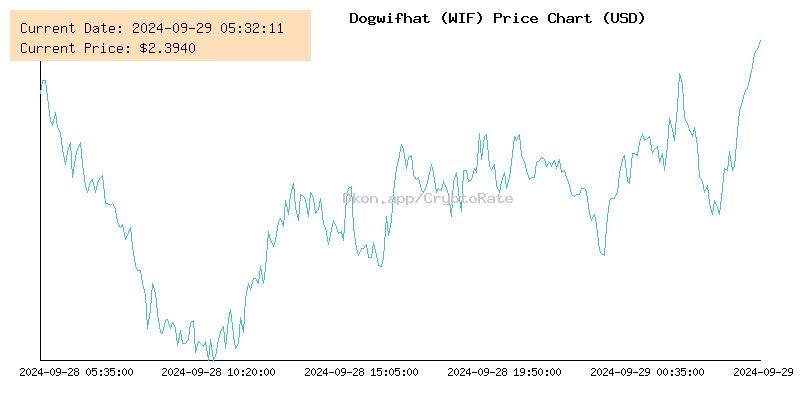 Dogwifhat (WIF) Price Chart (USD)
Current Date: 2024-09-29 05:32:11
Current Price: $2.3940
Dkon.app/CryptoRate
2024-09-28 05:35:00 2024-09-28 10:20:00 2024-09-28 15:05:00 2024-09-28 19:50:00 2024-09-29 00:35:00 2024-09-29